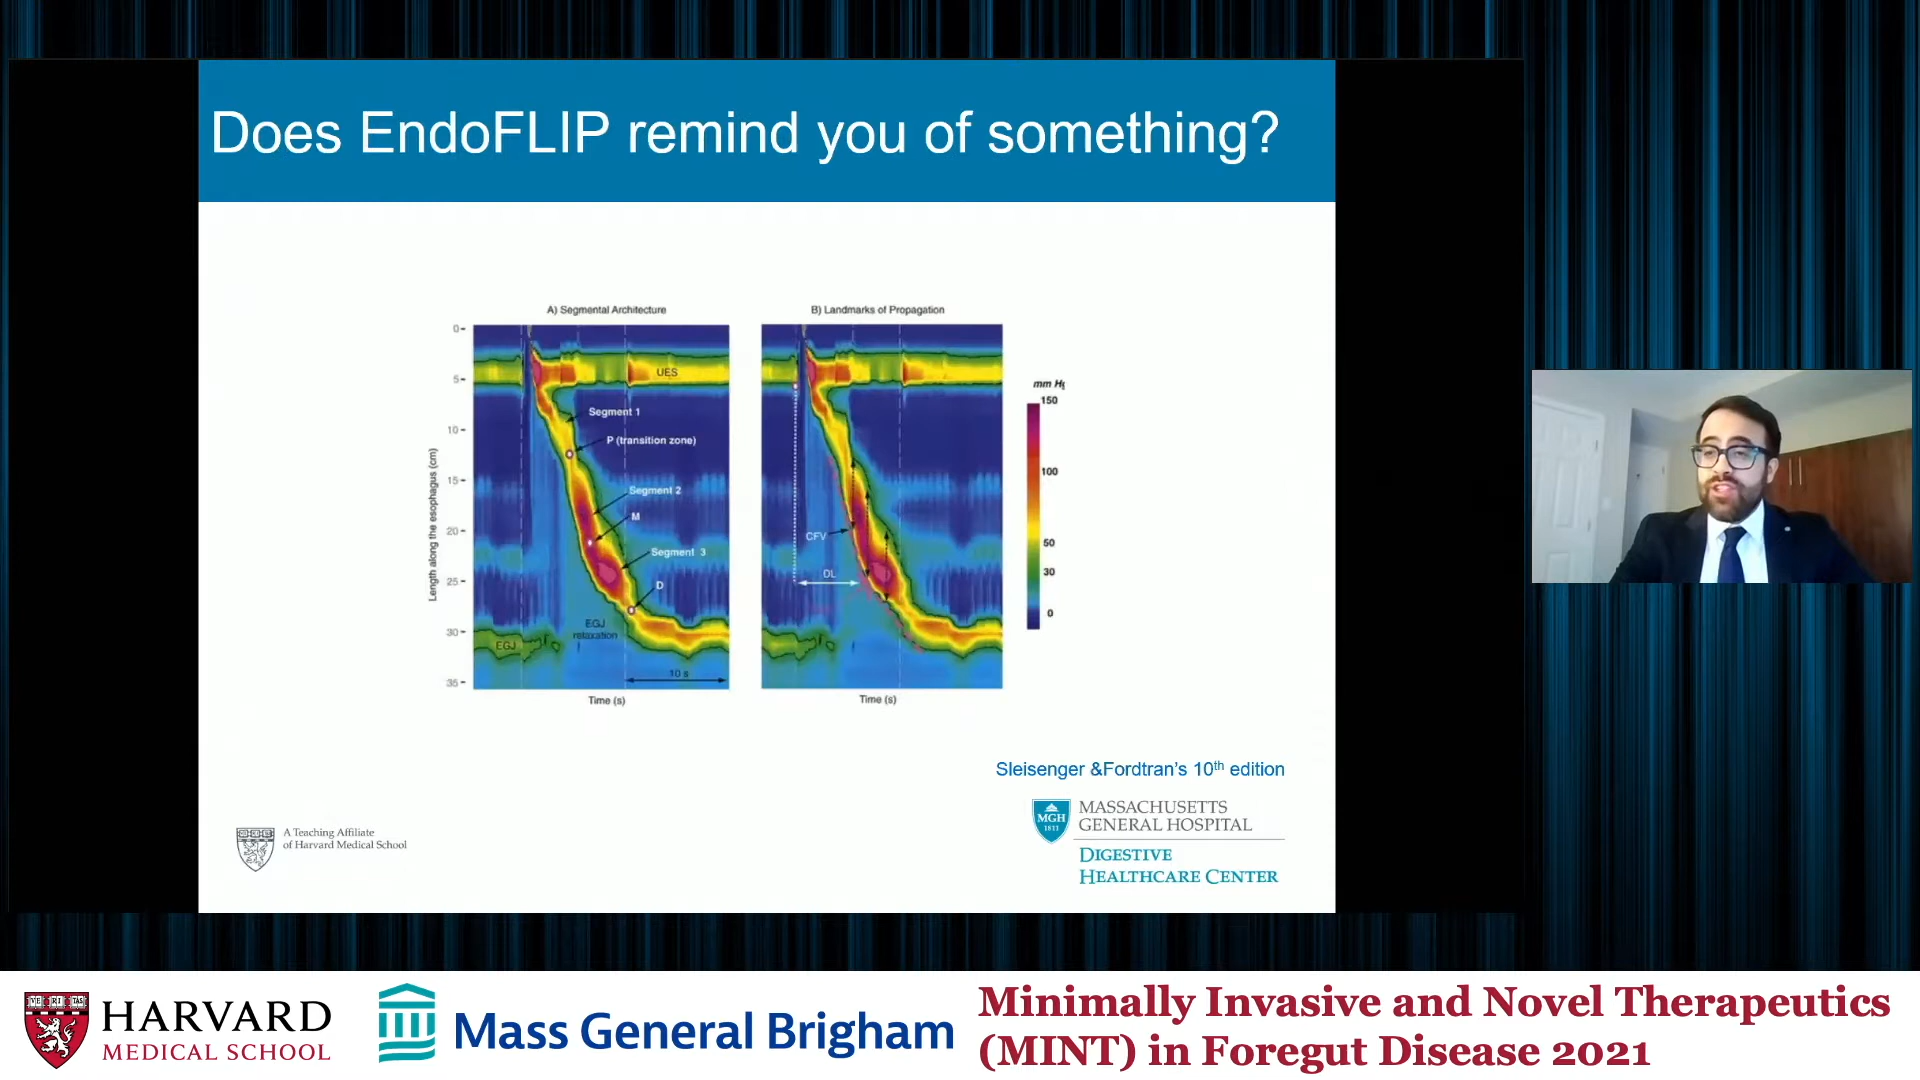 Does EndoFLIP remind you of something?
A) Segmental Architecture
B) Landmarks of Propagation
0
5
10
15
20
25
30
35
Length along the esophagus (cm)
UES
Segment 1
P (transition zone)
Segment 2
M
Segment 3
D
EGJ
relaxation
EGJ
10 s
Time (s)
CFV
DL
Time (s)
mm Hg
150
100
50
30
0
Sleisenger &Fordtran's 10th edition
A Teaching Affiliate
of Harvard Medical School
MGH
1811
MASSACHUSETTS
GENERAL HOSPITAL
DIGESTIVE
HEALTHCARE CENTER
VE RI TAS
HARVARD
MEDICAL SCHOOL
Mass General Brigham
Minimally Invasive and Novel Therapeutics
(MINT) in Foregut Disease 2021